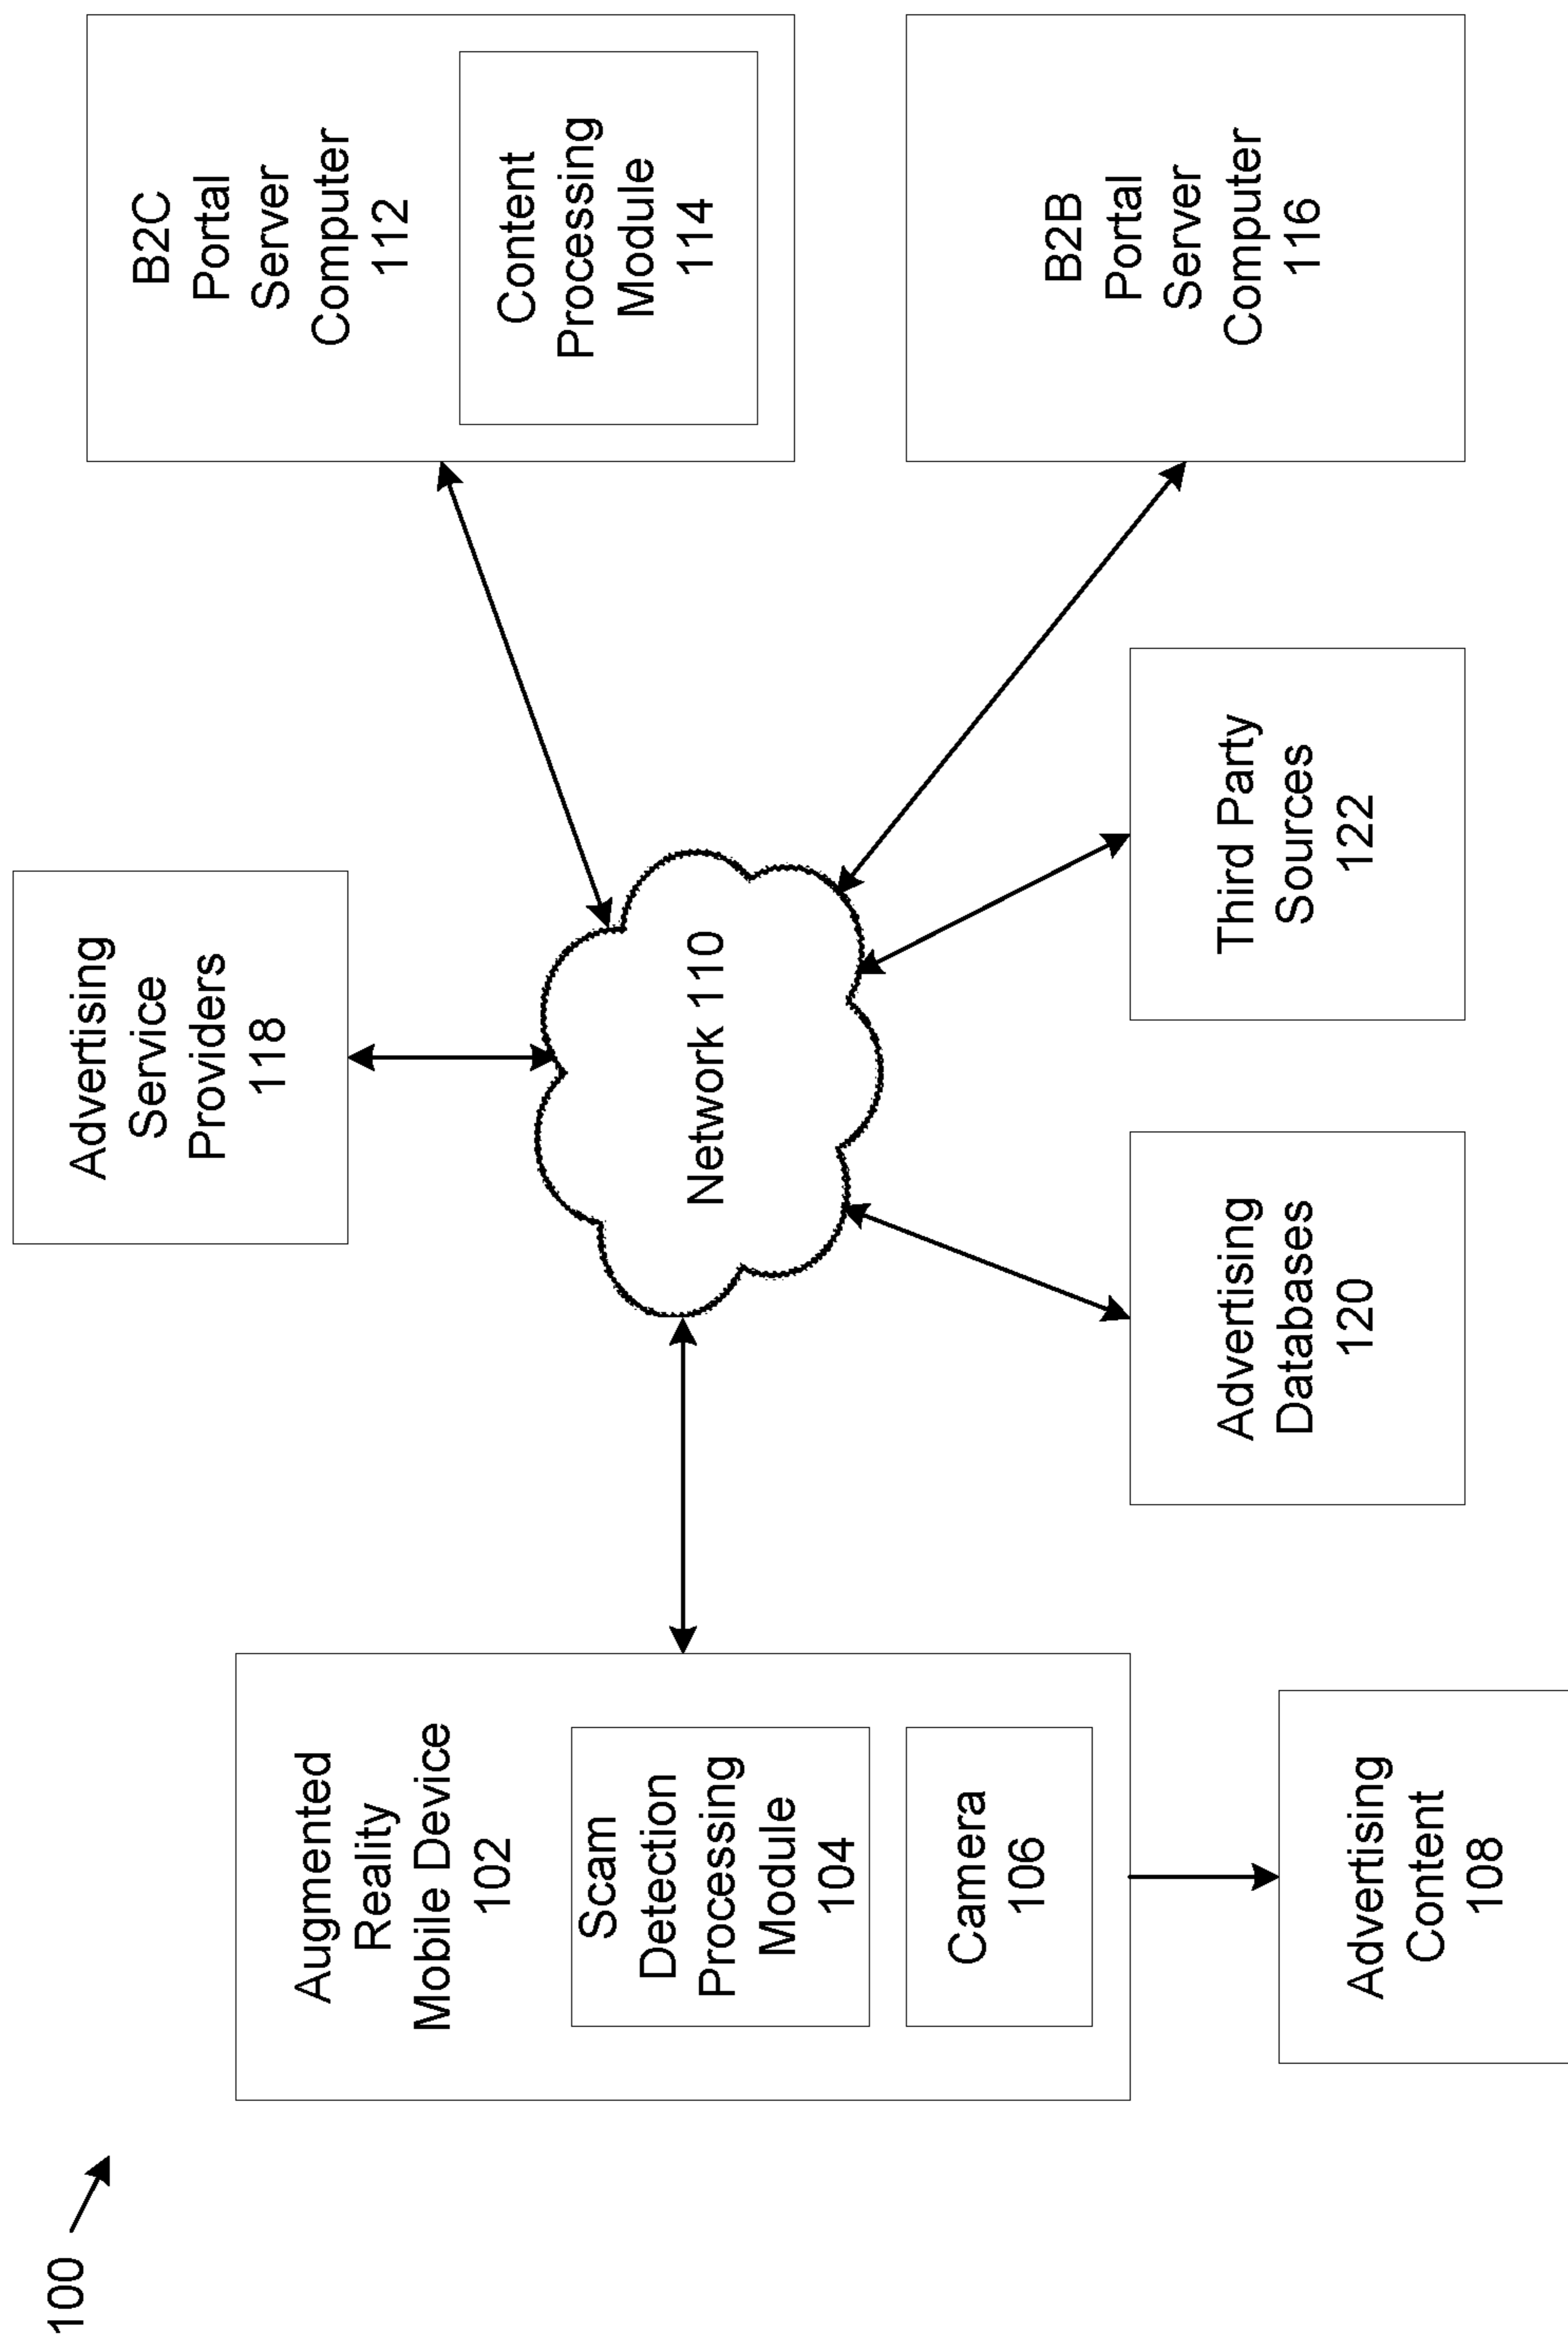 100
Augmented
Reality
Mobile Device
102
Scam
Detection
Processing
Module
104
Camera
106
Advertising
Content
108
Advertising
Service
Providers
118
Network 110
Advertising
Databases
120
Third Party
Sources
122
B2C
Portal
Server
Computer
112
Content
Processing
Module
114
B2B
Portal
Server
Computer
116